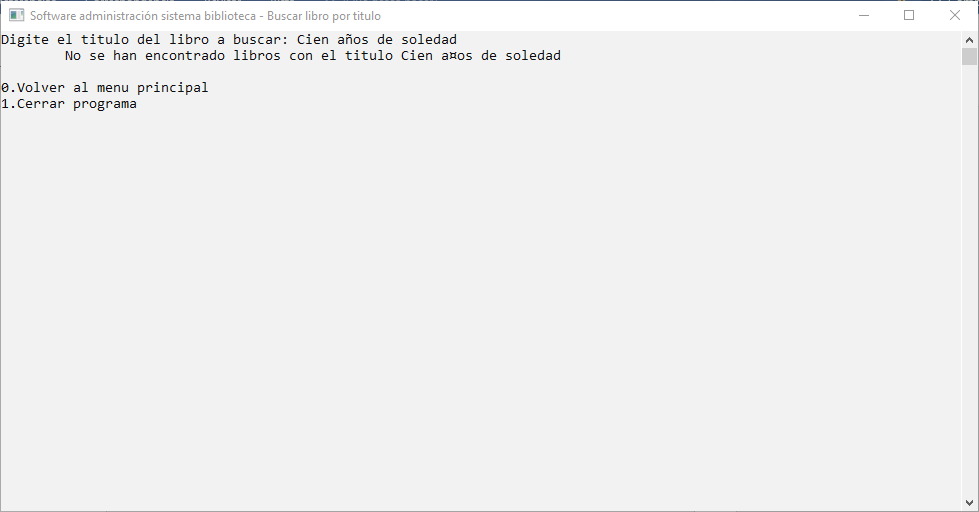 Software administración sistema biblioteca - Buscar libro por titulo
Digite el titulo del libro a buscar: Cien años de soledad
No se han encontrado libros con el titulo Cien a¤os de soledad
0.Volver al menu principal
1.Cerrar programa